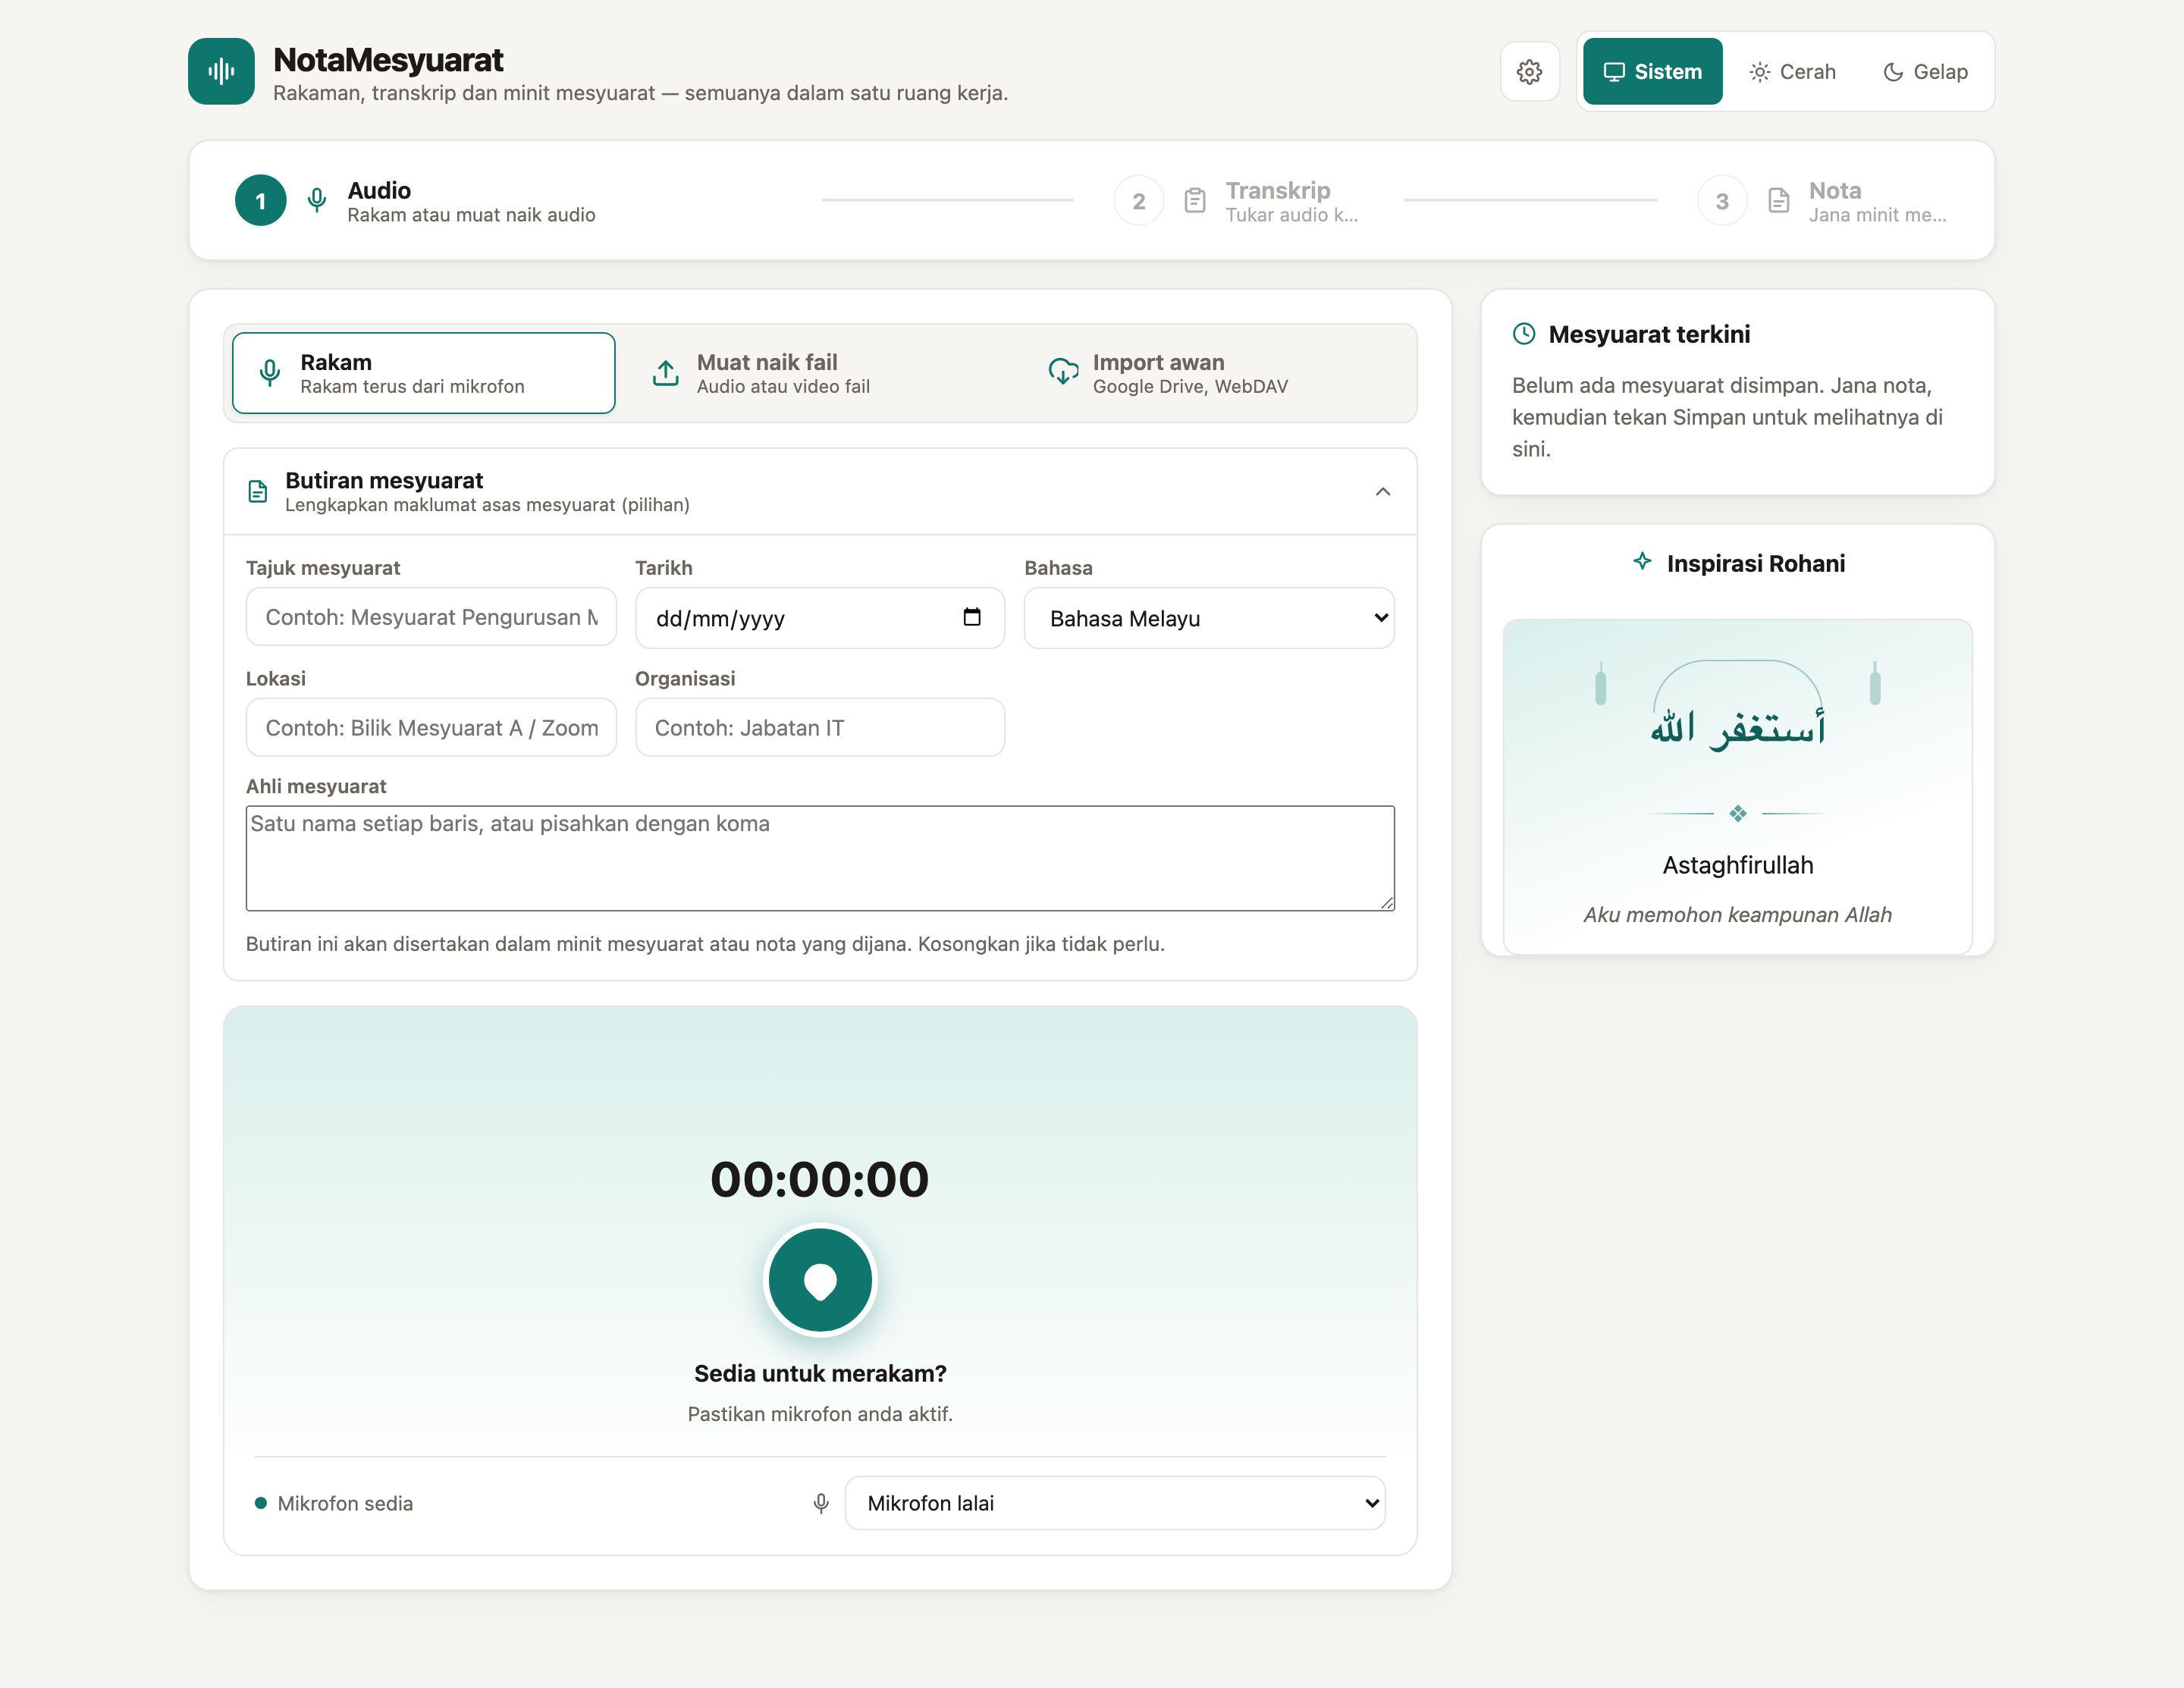 NotaMesyuarat
Rakaman, transkrip dan minit mesyuarat — semuanya dalam satu ruang kerja.
Sistem
Cerah
Gelap
1
Audio
Rakam atau muat naik audio
2
Transkrip
Tukar audio k...
3
Nota
Jana minit me...
Rakam
Rakam terus dari mikrofon
Muat naik fail
Audio atau video fail
Import awan
Google Drive, WebDAV
Butiran mesyuarat
Lengkapkan maklumat asas mesyuarat (pilihan)
Tajuk mesyuarat
Contoh: Mesyuarat Pengurusan M
Tarikh
dd/mm/yyyy
Bahasa
Bahasa Melayu
Lokasi
Contoh: Bilik Mesyuarat A / Zoom
Organisasi
Contoh: Jabatan IT
Ahli mesyuarat
Satu nama setiap baris, atau pisahkan dengan koma
Butiran ini akan disertakan dalam minit mesyuarat atau nota yang dijana. Kosongkan jika tidak perlu.
00:00:00
Sedia untuk merakam?
Pastikan mikrofon anda aktif.
Mikrofon sedia
Mikrofon lalai
Mesyuarat terkini
Belum ada mesyuarat disimpan. Jana nota,
kemudian tekan Simpan untuk melihatnya di
sini.
Inspirasi Rohani
أستغفر الله
Astaghfirullah
Aku memohon keampunan Allah